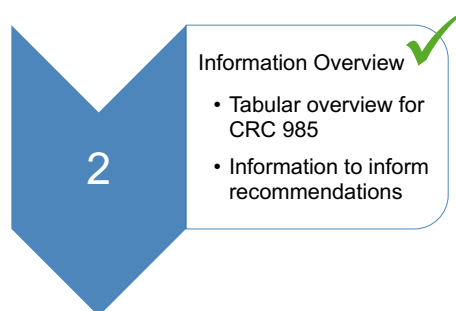 2
Information Overview
• Tabular overview for
CRC 985
• Information to inform
recommendations